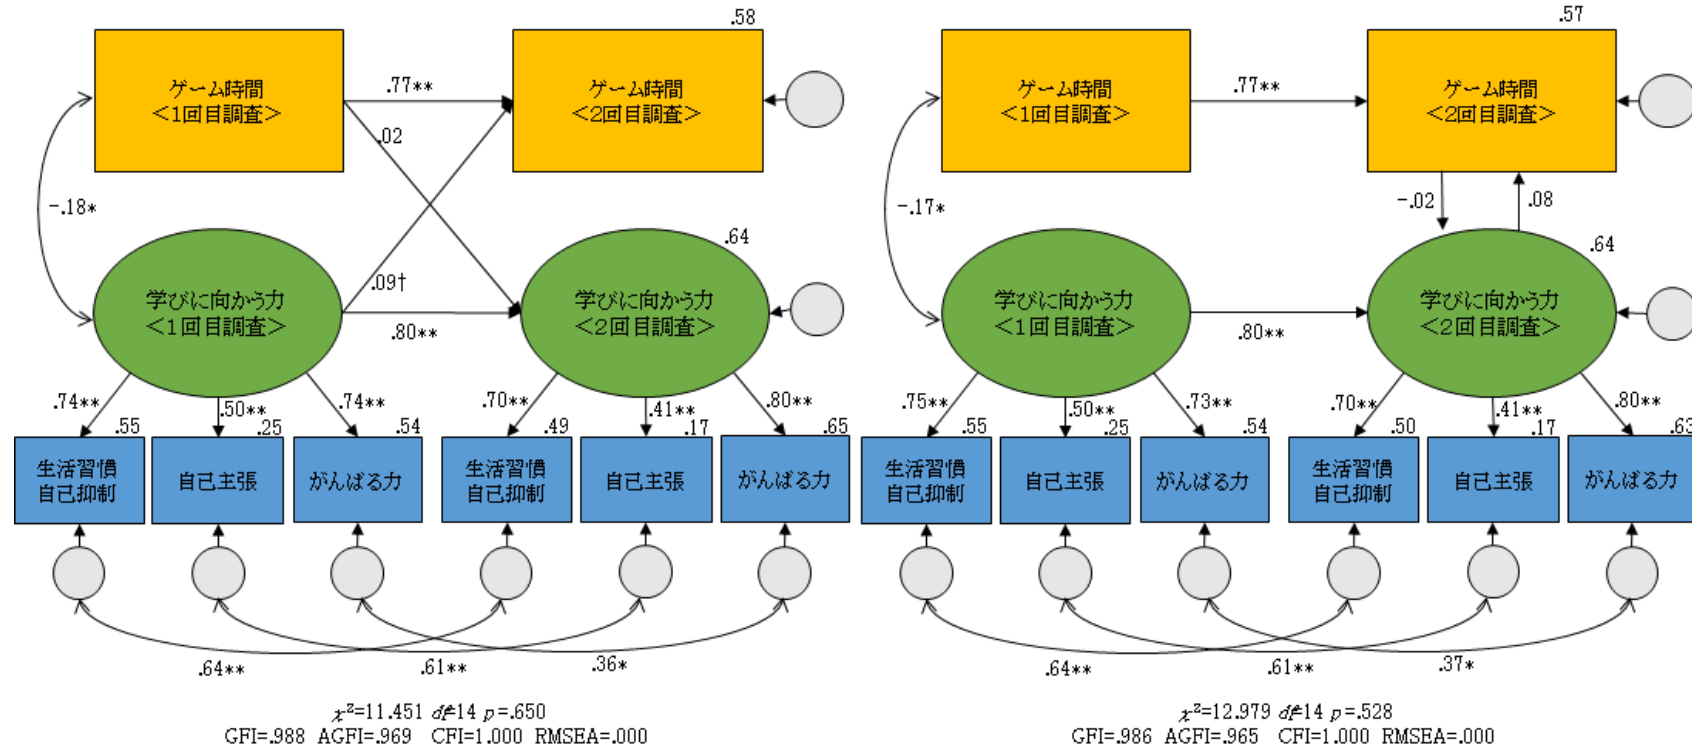 .58
ゲーム時間
<1回目調査>
.77**
ゲーム時間
<2回目調査>
.02
-.18*
.64
学びに向かう力
<1回目調査>
.09†
.80**
学びに向かう力
<2回目調査>
.74**
.50**
.74**
.70**
.41**
.80**
.55
.25
.54
.49
.17
.65
生活習慣
自己抑制
自己主張
がんばる力
生活習慣
自己抑制
自己主張
がんばる力
.64**
.61**
.36*
χ²=11.451 df=14 p=.650
GFI=.988 AGFI=.969 CFI=1.000 RMSEA=.000
.57
ゲーム時間
<1回目調査>
.77**
ゲーム時間
<2回目調査>
-.17*
-.02
.08
.64
学びに向かう力
<1回目調査>
.80**
学びに向かう力
<2回目調査>
.75**
.50**
.73**
.70**
.41**
.80**
.55
.25
.54
.50
.17
.63
生活習慣
自己抑制
自己主張
がんばる力
生活習慣
自己抑制
自己主張
がんばる力
.64**
.61**
.37*
χ²=12.979 df=14 p=.528
GFI=.986 AGFI=.965 CFI=1.000 RMSEA=.000